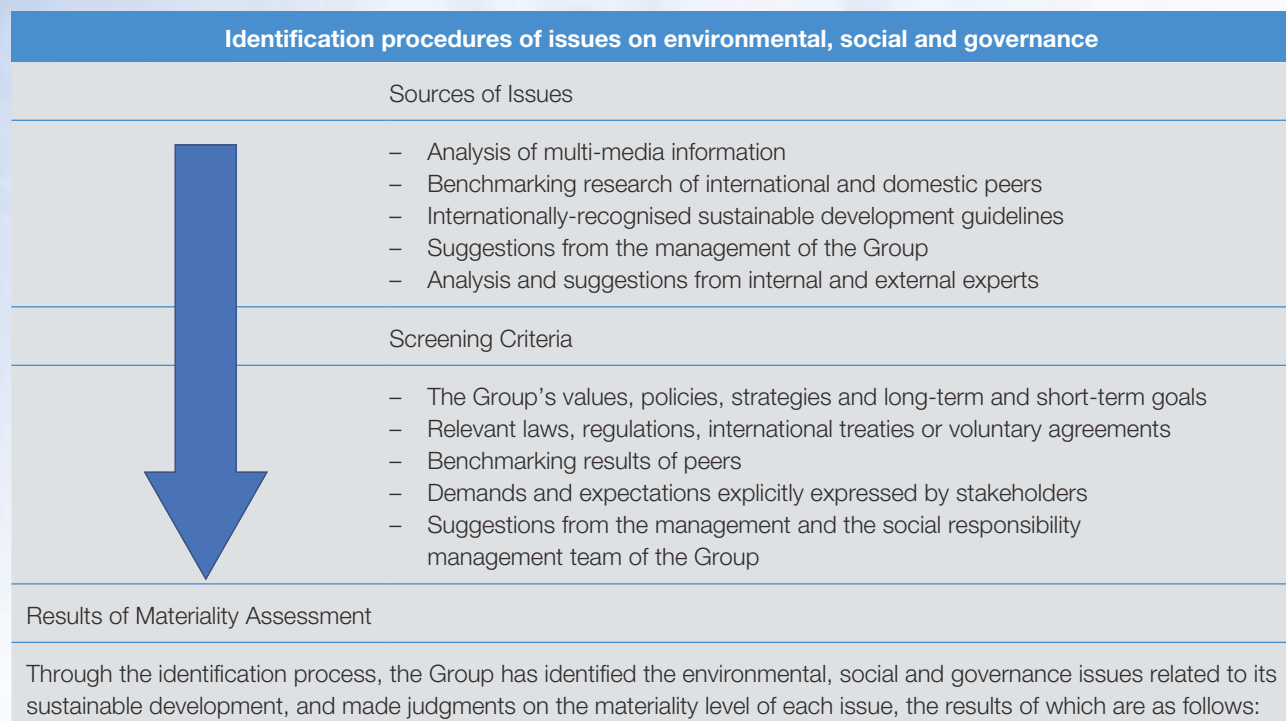 Identification procedures of issues on environmental, social and governance
Sources of Issues
– Analysis of multi-media information
– Benchmarking research of international and domestic peers
– Internationally-recognised sustainable development guidelines
– Suggestions from the management of the Group
– Analysis and suggestions from internal and external experts
Screening Criteria
– The Group’s values, policies, strategies and long-term and short-term goals
– Relevant laws, regulations, international treaties or voluntary agreements
– Benchmarking results of peers
– Demands and expectations explicitly expressed by stakeholders
– Suggestions from the management and the social responsibility
management team of the Group
Results of Materiality Assessment
Through the identification process, the Group has identified the environmental, social and governance issues related to its
sustainable development, and made judgments on the materiality level of each issue, the results of which are as follows: